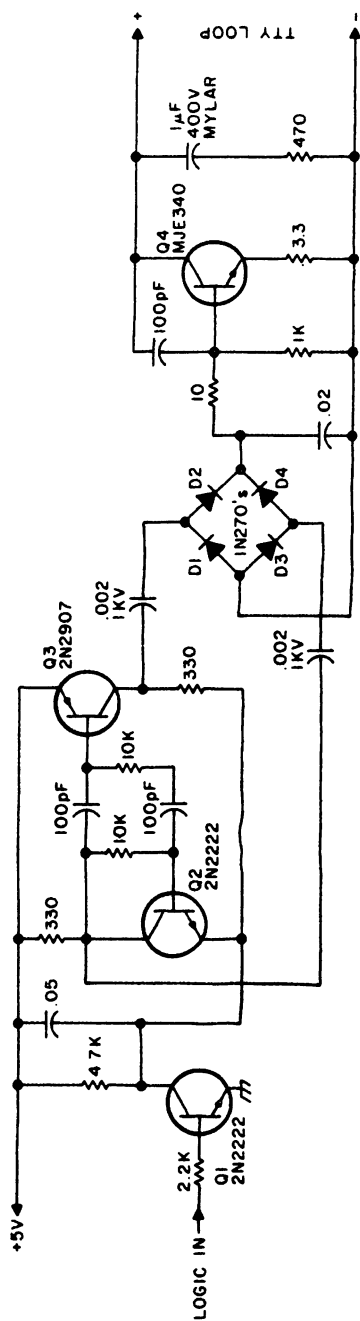 +5V
LOGIC IN
2.2K
Q1
2N2222
47K
.05
330
Q2
2N2222
10K
100pF
100pF
10K
Q3
2N2907
330
.002
1KV
.002
1KV
D1
D2
1N270's
D3
D4
.02
10
100pF
1K
Q4
MJE340
3.3
1µF
400V
MYLAR
470
+
TTY LOOP
-